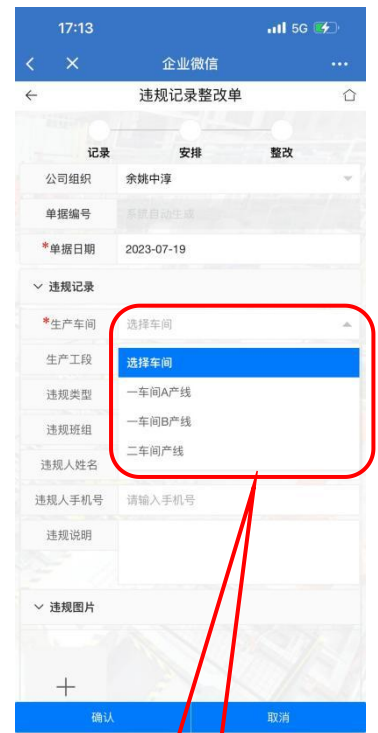 17:13 5G
企业微信
违规记录整改单
记录 安排 整改
公司组织 余姚中淳
单据编号 系统自动生成
*单据日期 2023-07-19
违规记录
*生产车间 选择车间
生产工段 选择车间
违规类型 一车间A产线
违规班组 一车间B产线
违规人姓名 二车间产线
违规人手机号 请输入手机号
违规说明
违规图片
确认 取消